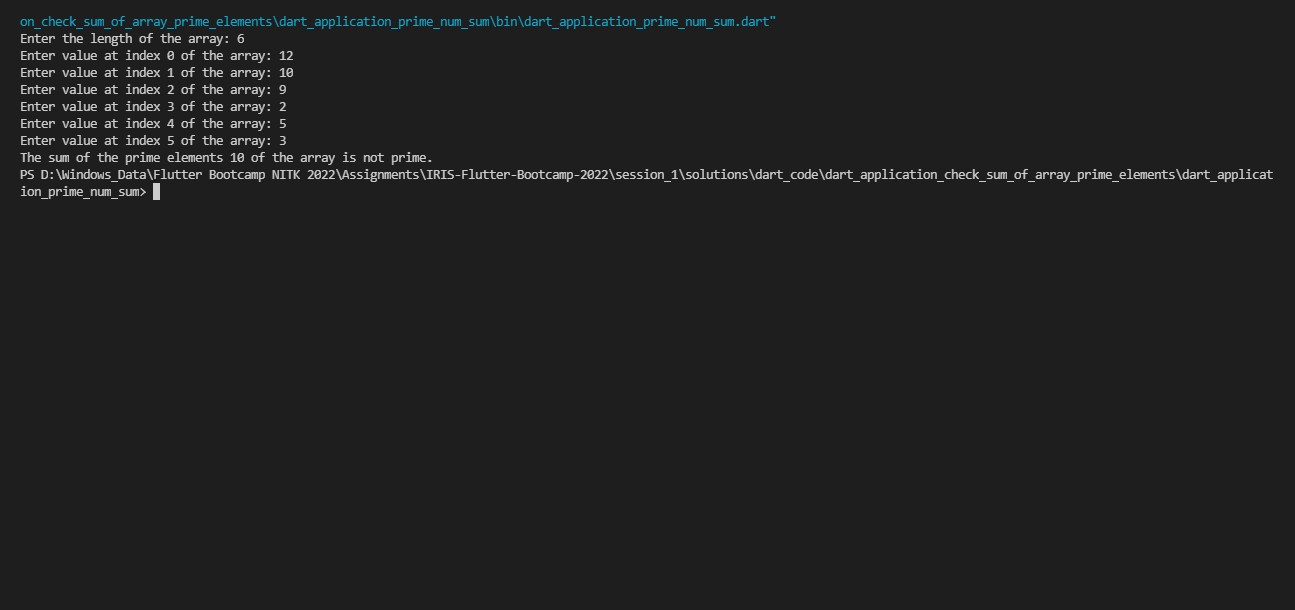 on_check_sum_of_array_prime_elements\dart_application_prime_num_sum\bin\dart_application_prime_num_sum.dart"
Enter the length of the array: 6
Enter value at index 0 of the array: 12
Enter value at index 1 of the array: 10
Enter value at index 2 of the array: 9
Enter value at index 3 of the array: 2
Enter value at index 4 of the array: 5
Enter value at index 5 of the array: 3
The sum of the prime elements 10 of the array is not prime.
PS D:\Windows_Data\Flutter Bootcamp NITK 2022\Assignments\IRIS-Flutter-Bootcamp-2022\session_1\solutions\dart_code\dart_application_check_sum_of_array_prime_elements\dart_applicat
ion_prime_num_sum>